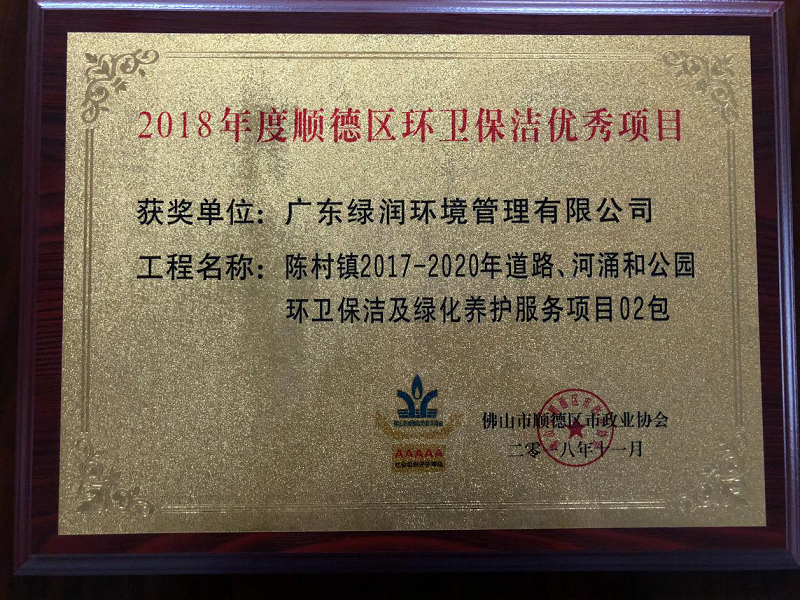 2018年度顺德区环卫保洁优秀项目
获奖单位：广东绿润环境管理有限公司
工程名称：陈村镇2017-2020年道路、河涌和公园
环卫保洁及绿化养护服务项目02包
AAAAA
佛山市顺德区市政业协会
二零一八年十一月